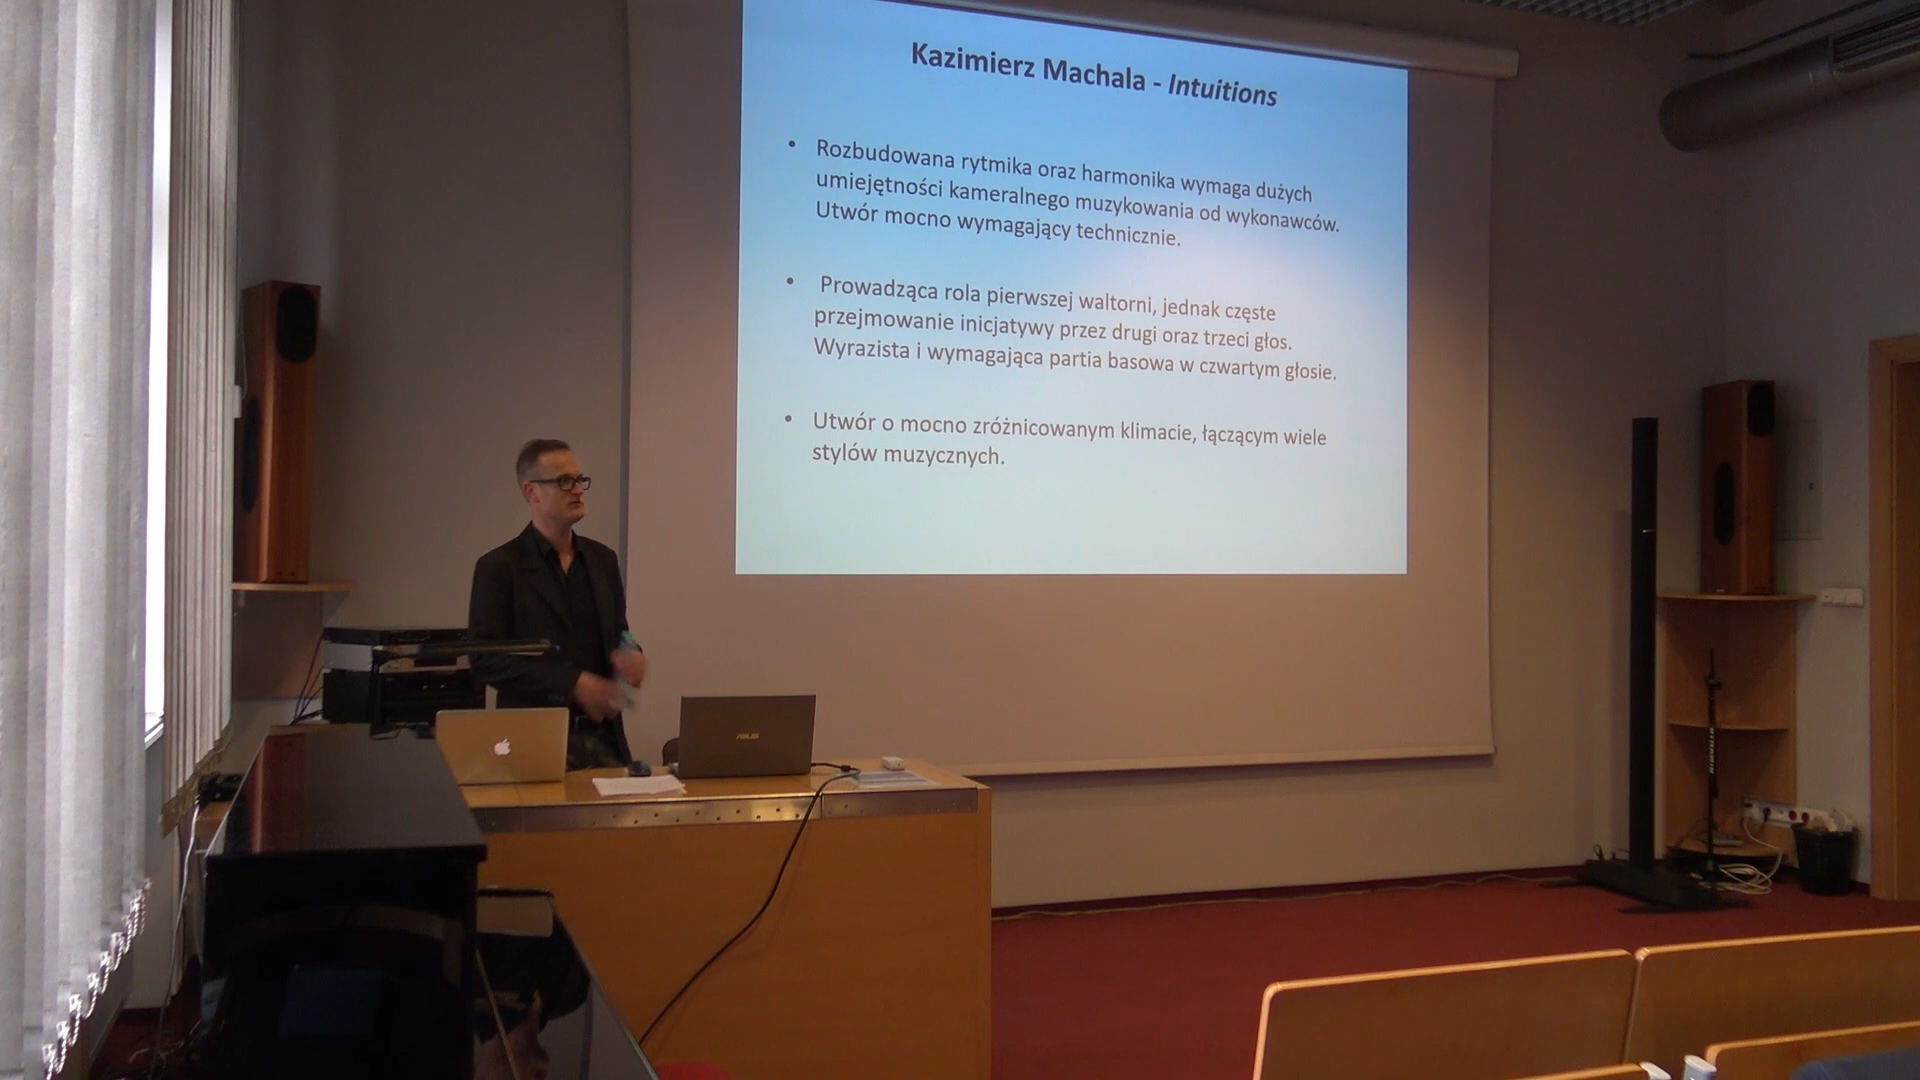 Kazimierz Machala - Intuitions
• Rozbudowana rytmika oraz harmonika wymaga dużych
umiejętności kameralnego muzykowania od wykonawców.
Utwór mocno wymagający technicznie.
• Prowadząca rola pierwszej waltorni, jednak częste
przejmowanie inicjatywy przez drugi oraz trzeci głos.
Wyrazista i wymagająca partia basowa w czwartym głosie.
• Utwór o mocno zróżnicowanym klimacie, łączącym wiele
stylów muzycznych.
ASUS